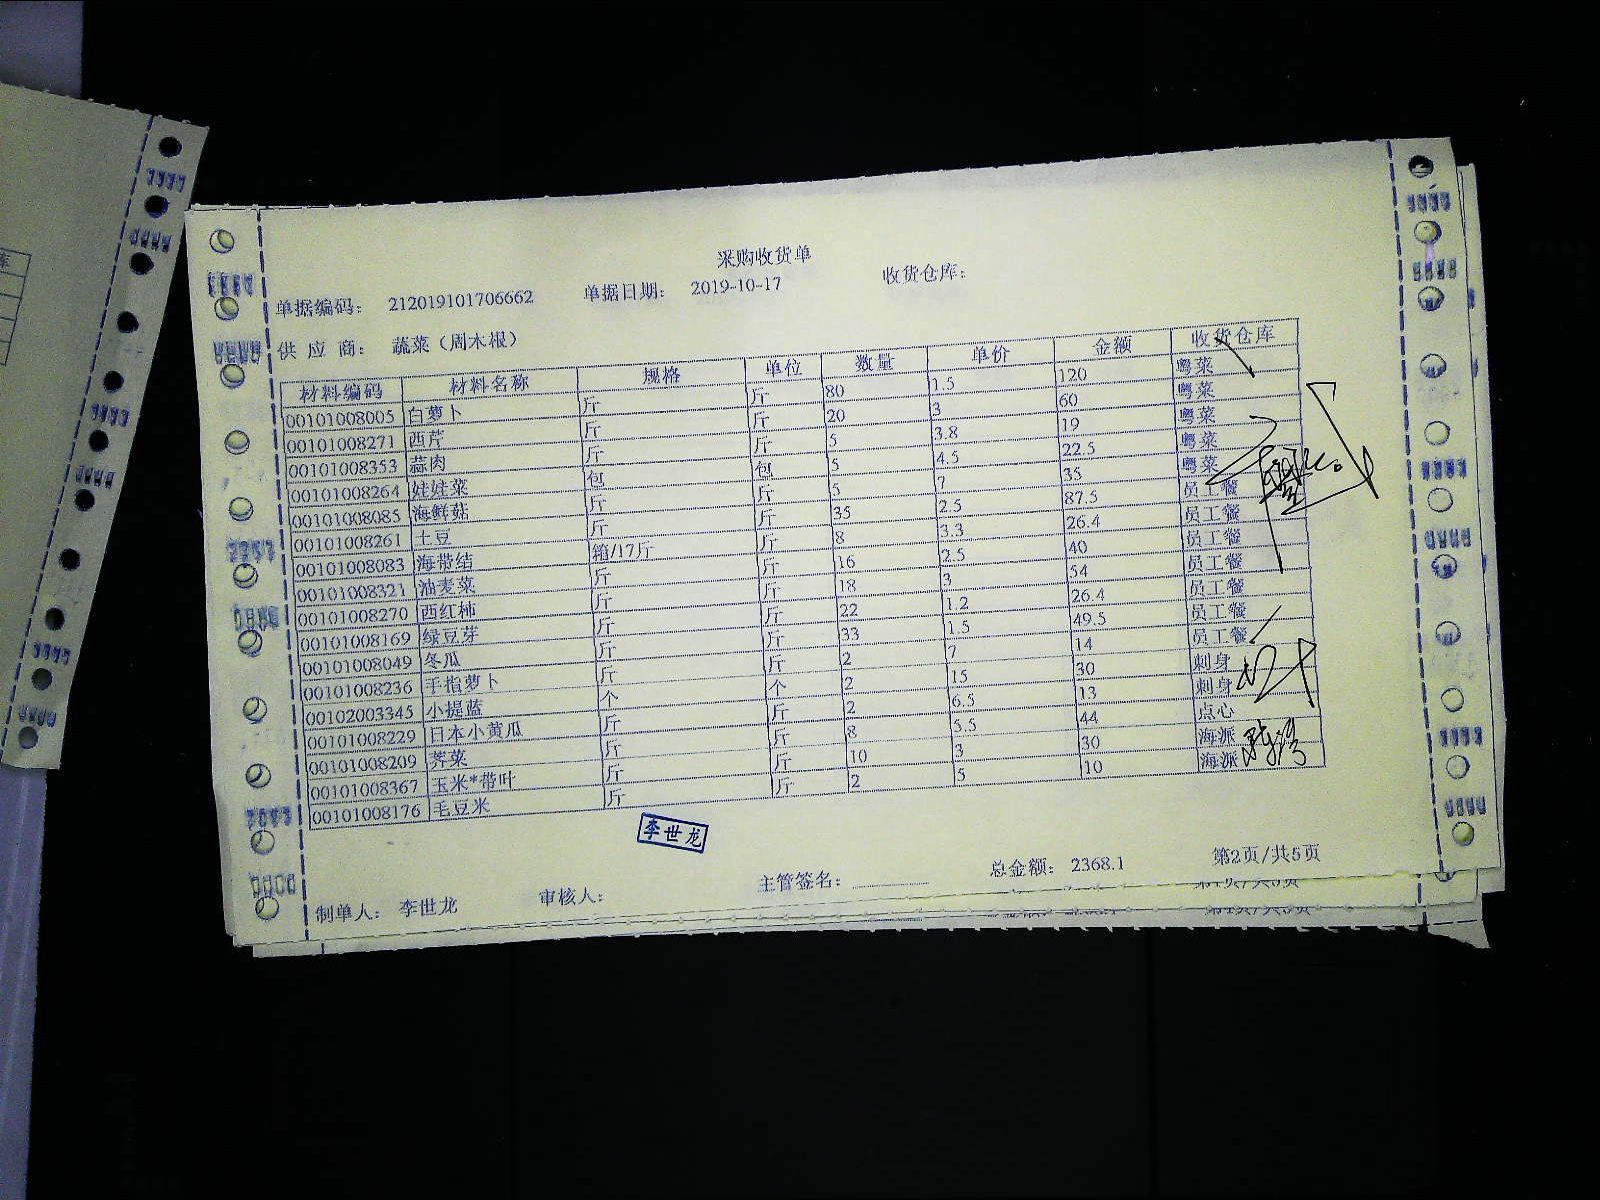 采购收货单
单据编码： 212019101706662 单据日期： 2019-10-17 收货仓库：
供 应 商： 蔬菜（周木根）
材料编码 材料名称 规格 单位 数量 单价 金额 收货仓库
00101008005 白萝卜 斤 斤 80 1.5 120 粤菜
00101008271 西芹 斤 斤 20 3 60 粤菜
00101008353 蒜肉 斤 斤 5 3.8 19 粤菜
00101008264 娃娃菜 包 包 5 4.5 22.5 粤菜
00101008085 海鲜菇 斤 斤 5 7 35 粤菜
00101008261 土豆 斤 斤 35 2.5 87.5 员工餐
00101008083 海带结 箱/17斤 斤 8 3.3 26.4 员工餐
00101008321 油麦菜 斤 斤 16 2.5 40 员工餐
00101008270 西红柿 斤 斤 18 3 54 员工餐
00101008169 绿豆芽 斤 斤 22 1.2 26.4 员工餐
00101008049 冬瓜 斤 斤 33 1.5 49.5 员工餐
00101008236 手指萝卜 斤 斤 2 7 14 员工餐
00102003345 小提蓝 个 个 2 15 30 刺身
00101008229 日本小黄瓜 斤 斤 2 6.5 13 刺身
00101008209 荠菜 斤 斤 8 5.5 44 点心
00101008367 玉米*带叶 斤 斤 10 3 30 海派
00101008176 毛豆米 斤 斤 2 5 10 海派
李世龙
制单人： 李世龙 审核人： 主管签名： 总金额： 2368.1 第2页/共5页